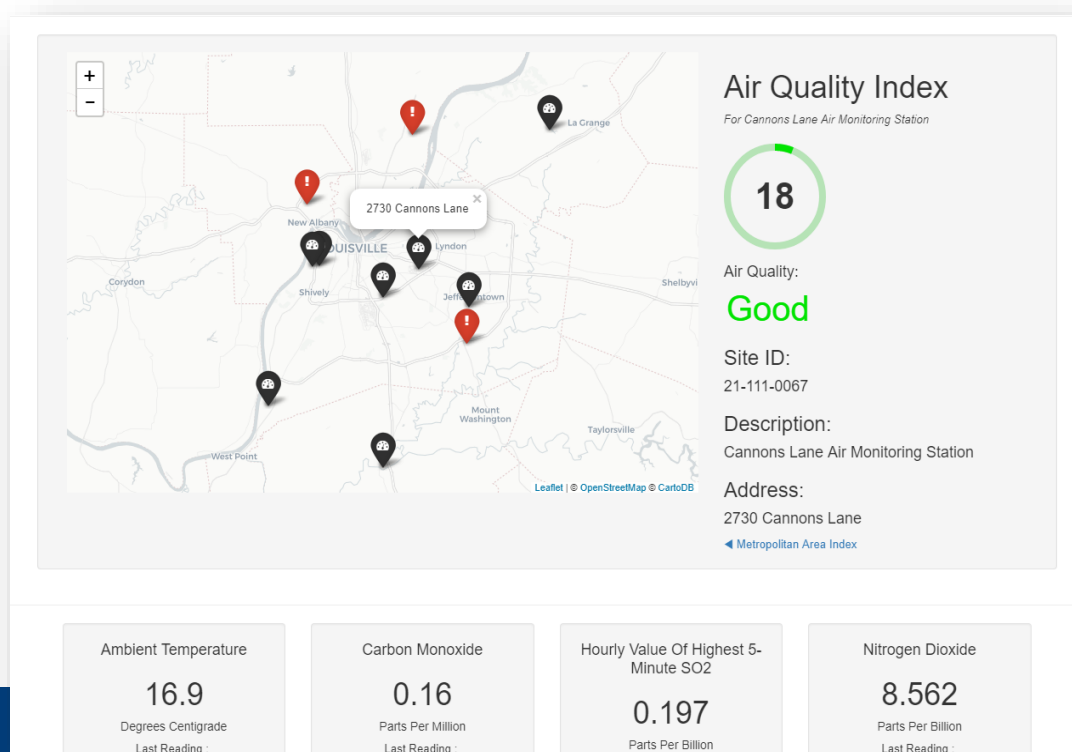 +
−
La Grange
2730 Cannons Lane ×
New Albany
OUISVILLE
Lyndon
Corydon
Shively
Shelbyvi
Mount
Washington
Taylorsville
West Point
Leaflet | © OpenStreetMap © CartoDB
Air Quality Index
For Cannons Lane Air Monitoring Station
18
Air Quality:
Good
Site ID:
21-111-0067
Description:
Cannons Lane Air Monitoring Station
Address:
2730 Cannons Lane
◀ Metropolitan Area Index
Ambient Temperature
16.9
Degrees Centigrade
Last Reading :
Carbon Monoxide
0.16
Parts Per Million
Last Reading :
Hourly Value Of Highest 5-
Minute SO2
0.197
Parts Per Billion
Nitrogen Dioxide
8.562
Parts Per Billion
Last Reading :